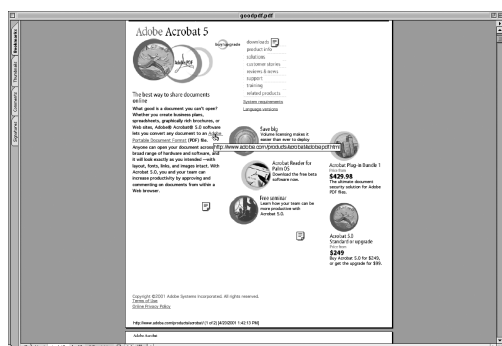 goodpdf.pdf
Bookmarks
Thumbnails
Comments
Signatures
Adobe Acrobat 5
Adobe PDF
downloads
product info
solutions
customer stories
reviews & news
support
training
related products
System requirements
Language versions
The best way to share documents
online
What good is a document you can't open?
Whether you create business plans,
spreadsheets, graphically rich brochures, or
Web sites, Adobe® Acrobat® 5.0 software
lets you convert any document to an Adobe
Portable Document Format (PDF) file.
Anyone can open your document across
broad range of hardware and software, and
it will look exactly as you intended —with
layout, fonts, links, and images intact. With
Acrobat 5.0, you and your team can
increase productivity by approving and
commenting on documents from within a
Web browser.
Save big
Volume licensing makes it
easier than ever to deploy
http://www.adobe.com/products/acrobat/adobepdf.html
Acrobat Reader for
Palm OS
Download the free beta
software now.
Free seminar
Learn how your team can be
more productive with
Acrobat 5.0.
Acrobat Plug-in Bundle 1
Price from
$429.98
The ultimate document
security solution for Adobe
PDF files.
Acrobat 5.0
Standard or upgrade
Price from
$249
Buy Acrobat 5.0 for $249,
or get the upgrade for $99.
Copyright ©2001 Adobe Systems Incorporated. All rights reserved.
Terms of Use
Online Privacy Policy
http://www.adobe.com/products/acrobat/ (1 of 2) [4/20/2001 1:42:13 PM]
Adobe Acrobat